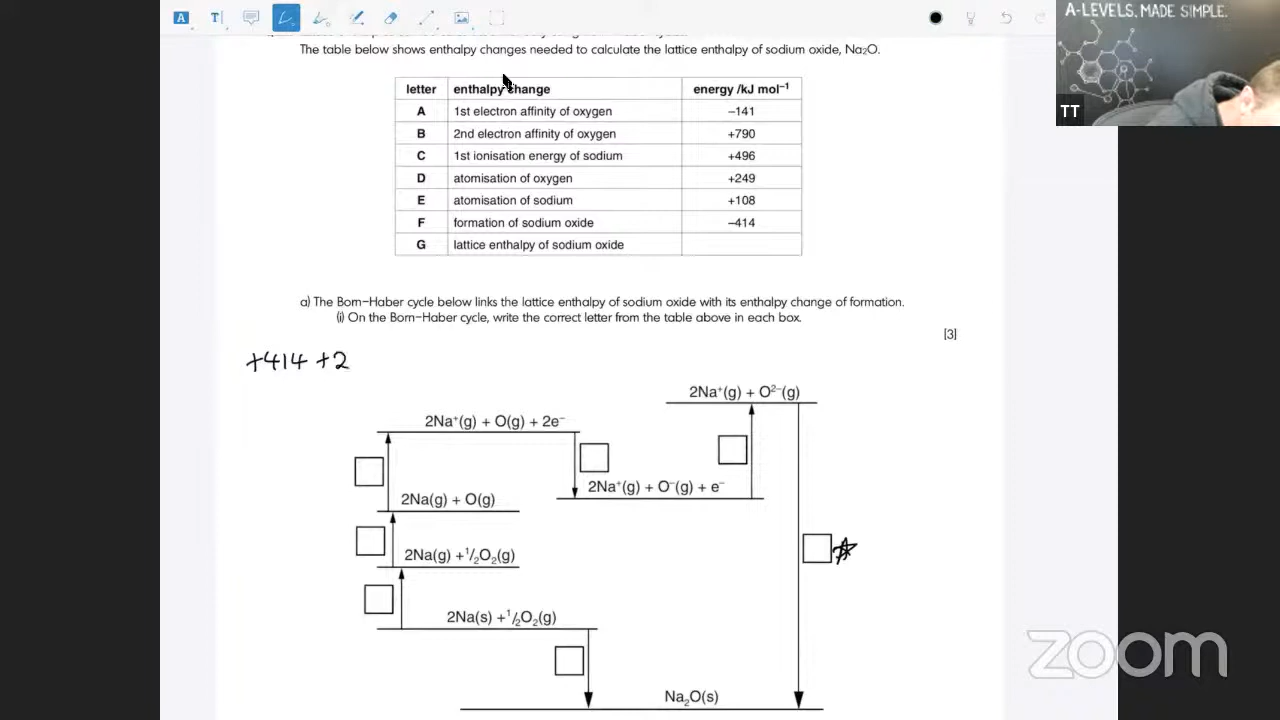 A-LEVELS. MADE SIMPLE.
TT
The table below shows enthalpy changes needed to calculate the lattice enthalpy of sodium oxide, Na₂O.
letter enthalpy change energy /kJ mol⁻¹
A 1st electron affinity of oxygen –141
B 2nd electron affinity of oxygen +790
C 1st ionisation energy of sodium +496
D atomisation of oxygen +249
E atomisation of sodium +108
F formation of sodium oxide –414
G lattice enthalpy of sodium oxide
a) The Born–Haber cycle below links the lattice enthalpy of sodium oxide with its enthalpy change of formation.
(i) On the Born–Haber cycle, write the correct letter from the table above in each box.
[3]
+414 +2
2Na⁺(g) + O²⁻(g)
2Na⁺(g) + O(g) + 2e⁻
2Na⁺(g) + O⁻(g) + e⁻
2Na(g) + O(g)
2Na(g) + ¹/₂O₂(g)
2Na(s) + ¹/₂O₂(g)
Na₂O(s)
zoom